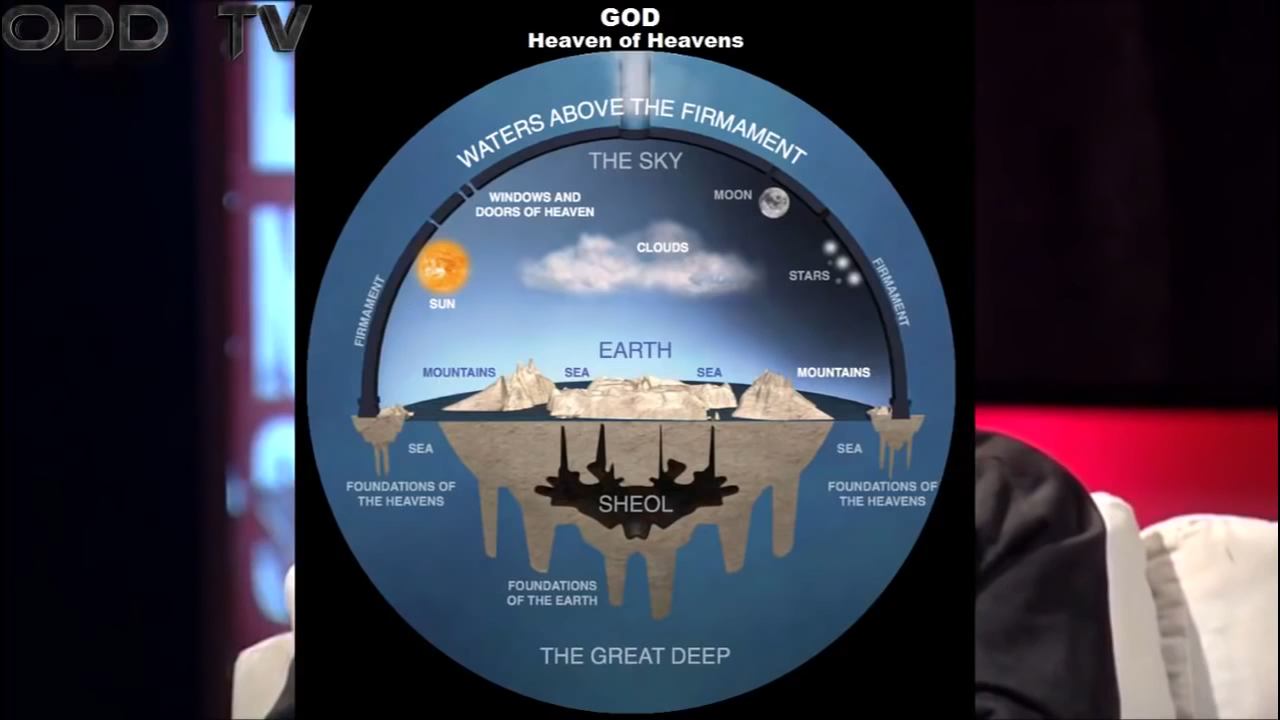 ODD TV
GOD
Heaven of Heavens
WATERS ABOVE THE FIRMAMENT
THE SKY
WINDOWS AND
DOORS OF HEAVEN
MOON
CLOUDS
STARS
SUN
FIRMAMENT
FIRMAMENT
EARTH
MOUNTAINS
SEA
SEA
MOUNTAINS
SEA
SEA
FOUNDATIONS OF
THE HEAVENS
FOUNDATIONS OF
THE HEAVENS
SHEOL
FOUNDATIONS
OF THE EARTH
THE GREAT DEEP